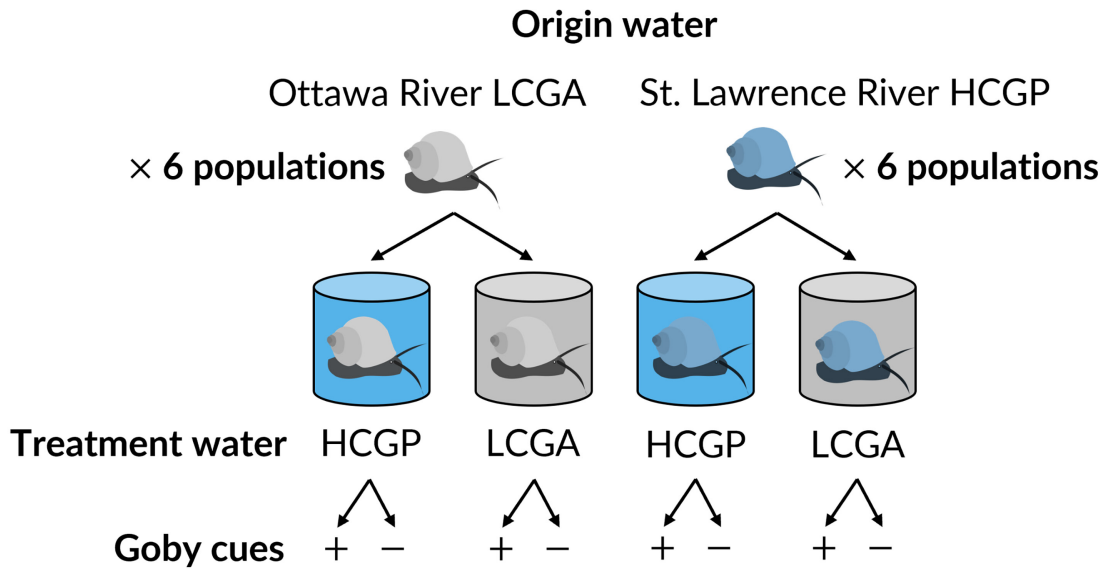 Origin water
Ottawa River LCGA St. Lawrence River HCGP
× 6 populations × 6 populations
Treatment water HCGP LCGA HCGP LCGA
Goby cues + − + − + − + −